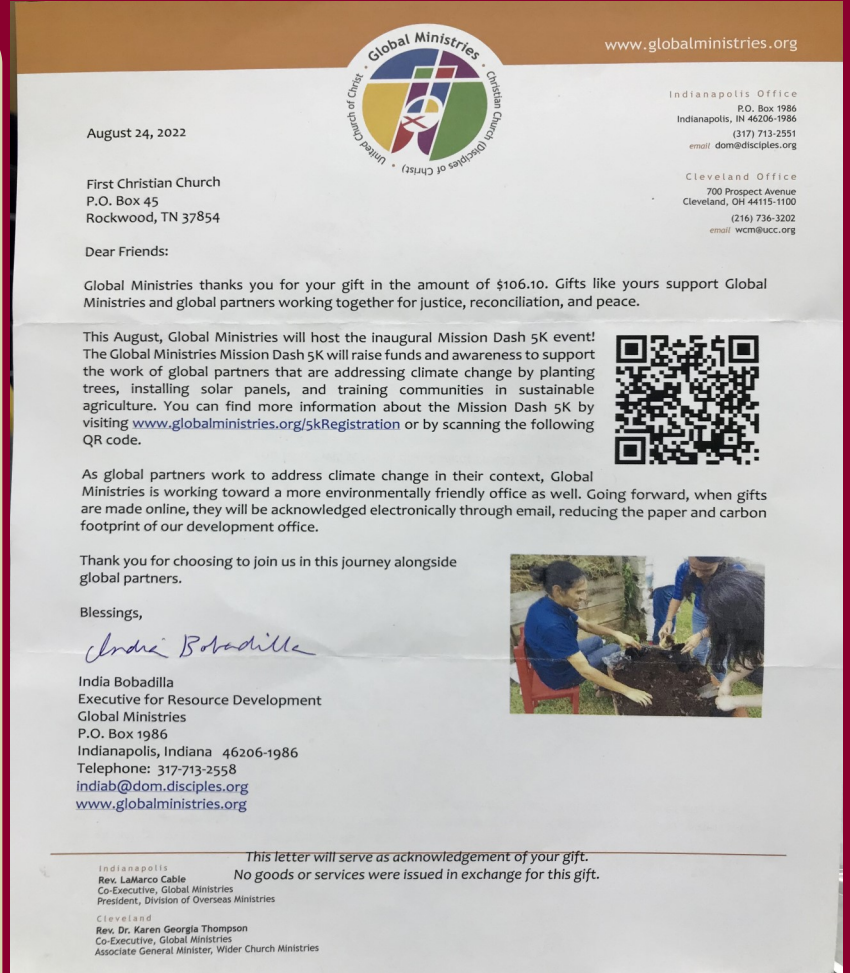 www.globalministries.org
Global Ministries • Christian Church (Disciples of Christ) • United Church of Christ •
Indianapolis Office
P.O. Box 1986
Indianapolis, IN 46206-1986
(317) 713-2551
email dom@disciples.org
Cleveland Office
700 Prospect Avenue
Cleveland, OH 44115-1100
(216) 736-3202
email wcm@ucc.org
August 24, 2022
First Christian Church
P.O. Box 45
Rockwood, TN 37854
Dear Friends:
Global Ministries thanks you for your gift in the amount of $106.10. Gifts like yours support Global
Ministries and global partners working together for justice, reconciliation, and peace.
This August, Global Ministries will host the inaugural Mission Dash 5K event!
The Global Ministries Mission Dash 5K will raise funds and awareness to support
the work of global partners that are addressing climate change by planting
trees, installing solar panels, and training communities in sustainable
agriculture. You can find more information about the Mission Dash 5K by
visiting www.globalministries.org/5kRegistration or by scanning the following
QR code.
As global partners work to address climate change in their context, Global
Ministries is working toward a more environmentally friendly office as well. Going forward, when gifts
are made online, they will be acknowledged electronically through email, reducing the paper and carbon
footprint of our development office.
Thank you for choosing to join us in this journey alongside
global partners.
Blessings,
India Bobadilla
India Bobadilla
Executive for Resource Development
Global Ministries
P.O. Box 1986
Indianapolis, Indiana 46206-1986
Telephone: 317-713-2558
indiab@dom.disciples.org
www.globalministries.org
This letter will serve as acknowledgement of your gift.
No goods or services were issued in exchange for this gift.
Indianapolis
Rev. LaMarco Cable
Co-Executive, Global Ministries
President, Division of Overseas Ministries
Cleveland
Rev. Dr. Karen Georgia Thompson
Co-Executive, Global Ministries
Associate General Minister, Wider Church Ministries